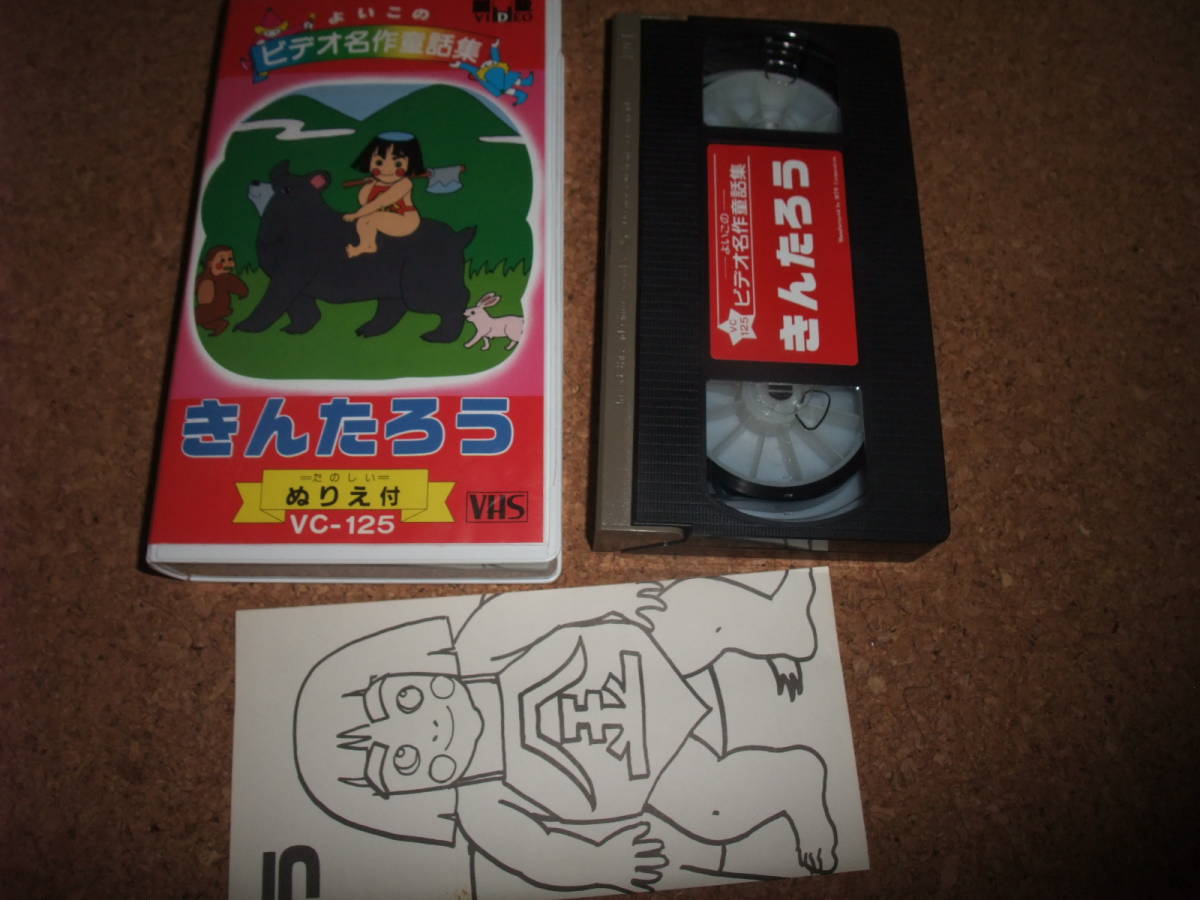 VIDEO
よいこの
ビデオ名作童話集
きんたろう
たのしい
ぬりえ付
VC-125
VHS
よいこの
ビデオ名作童話集
VC
125
きんたろう
金